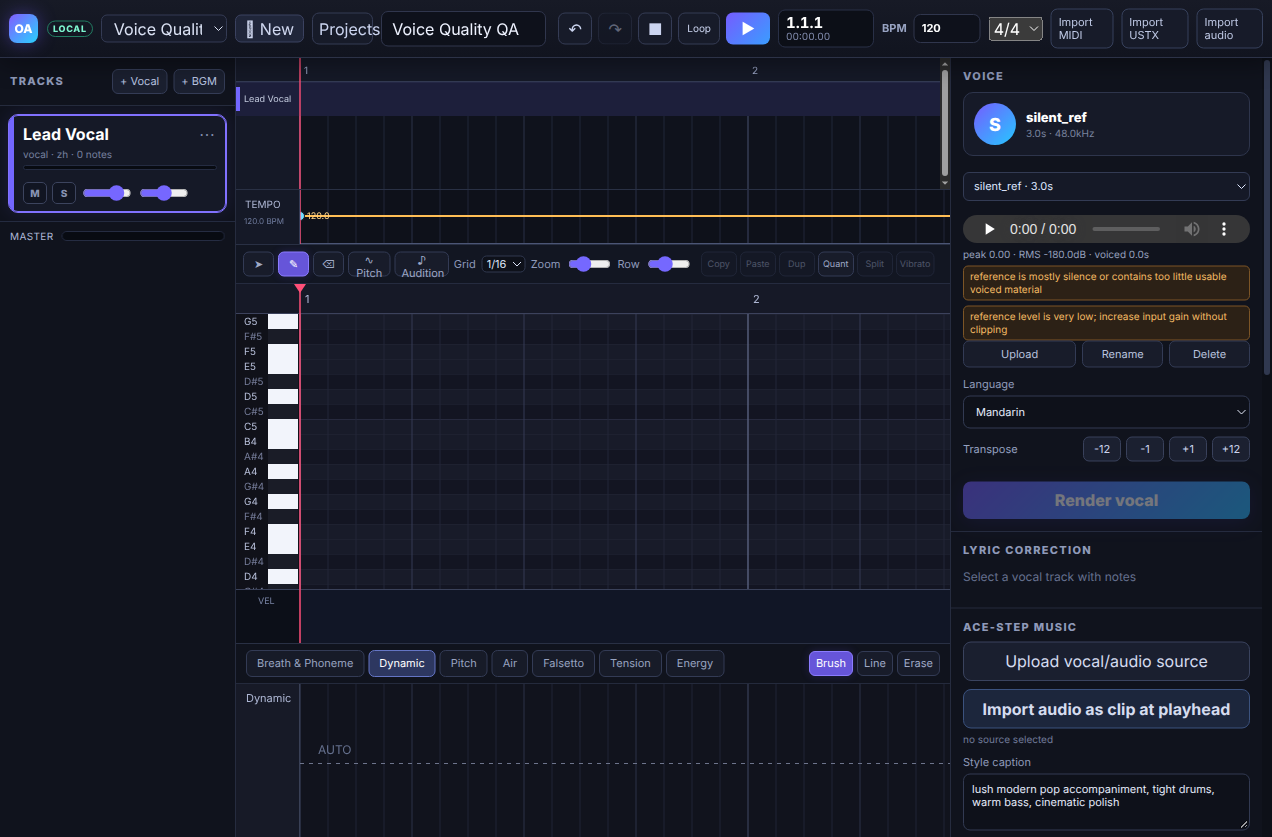 OA LOCAL Voice Qualit New Projects Voice Voice Quality QA Loop 1.1.1 BPM 120 4/4 Import Import Import
00:00.00 MIDI USTX audio
TRACKS + Vocal + BGM
Lead Vocal ...
vocal · zh · 0 notes
M S
MASTER
1 2
Lead Vocal
TEMPO
120.0 BPM 120.0
Pitch Audition Grid 1/16 Zoom Row Copy Paste Dup Quant Split Vibrato
1 2
G5
F#5
F5
E5
D#5
D5
C#5
C5
B4
A#4
A4
G#4
G4
F#4
F4
E4
D#4
D4
VEL
Breath & Phoneme Dynamic Pitch Air Falsetto Tension Energy Brush Line Erase
Dynamic
AUTO
VOICE
S silent_ref
3.0s · 48.0kHz
silent_ref · 3.0s
0:00 / 0:00
peak 0.00 · RMS -180.0dB · voiced 0.0s
reference is mostly silence or contains too little usable
voiced material
reference level is very low; increase input gain without
clipping
Upload Rename Delete
Language
Mandarin
Transpose -12 -1 +1 +12
Render vocal
LYRIC CORRECTION
Select a vocal track with notes
ACE-STEP MUSIC
Upload vocal/audio source
Import audio as clip at playhead
no source selected
Style caption
lush modern pop accompaniment, tight drums,
warm bass, cinematic polish